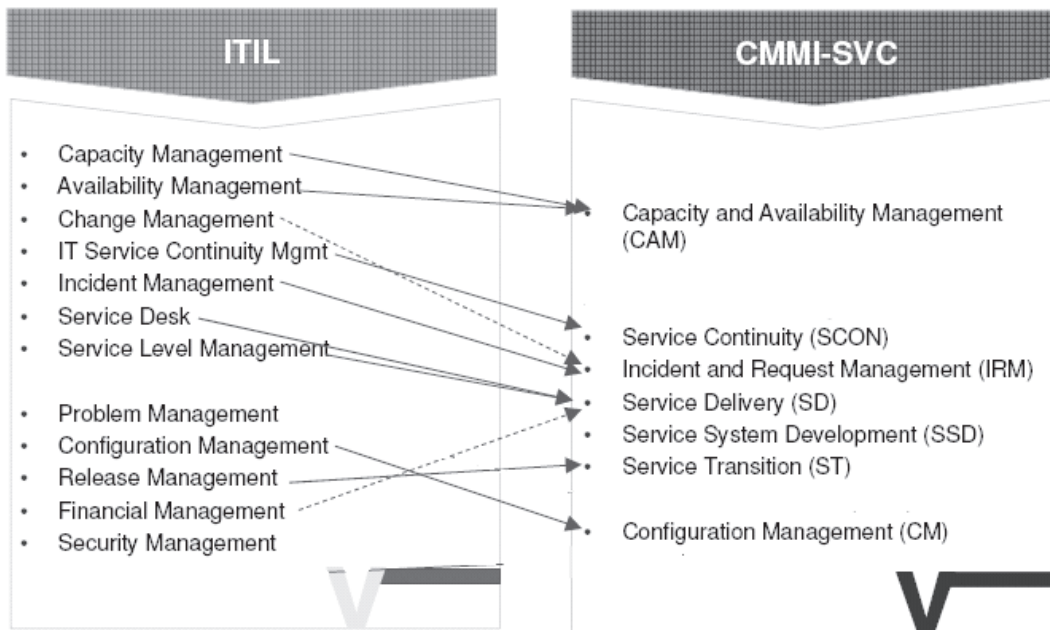 ITIL
• Capacity Management
• Availability Management
• Change Management
• IT Service Continuity Mgmt
• Incident Management
• Service Desk
• Service Level Management
• Problem Management
• Configuration Management
• Release Management
• Financial Management
• Security Management
CMMI-SVC
• Capacity and Availability Management
(CAM)
• Service Continuity (SCON)
• Incident and Request Management (IRM)
• Service Delivery (SD)
• Service System Development (SSD)
• Service Transition (ST)
• Configuration Management (CM)